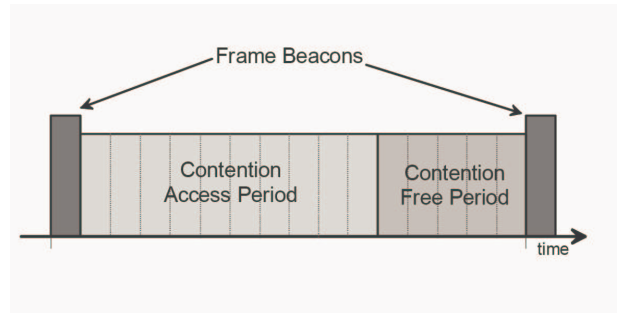 Frame Beacons
Contention
Access Period
Contention
Free Period
time